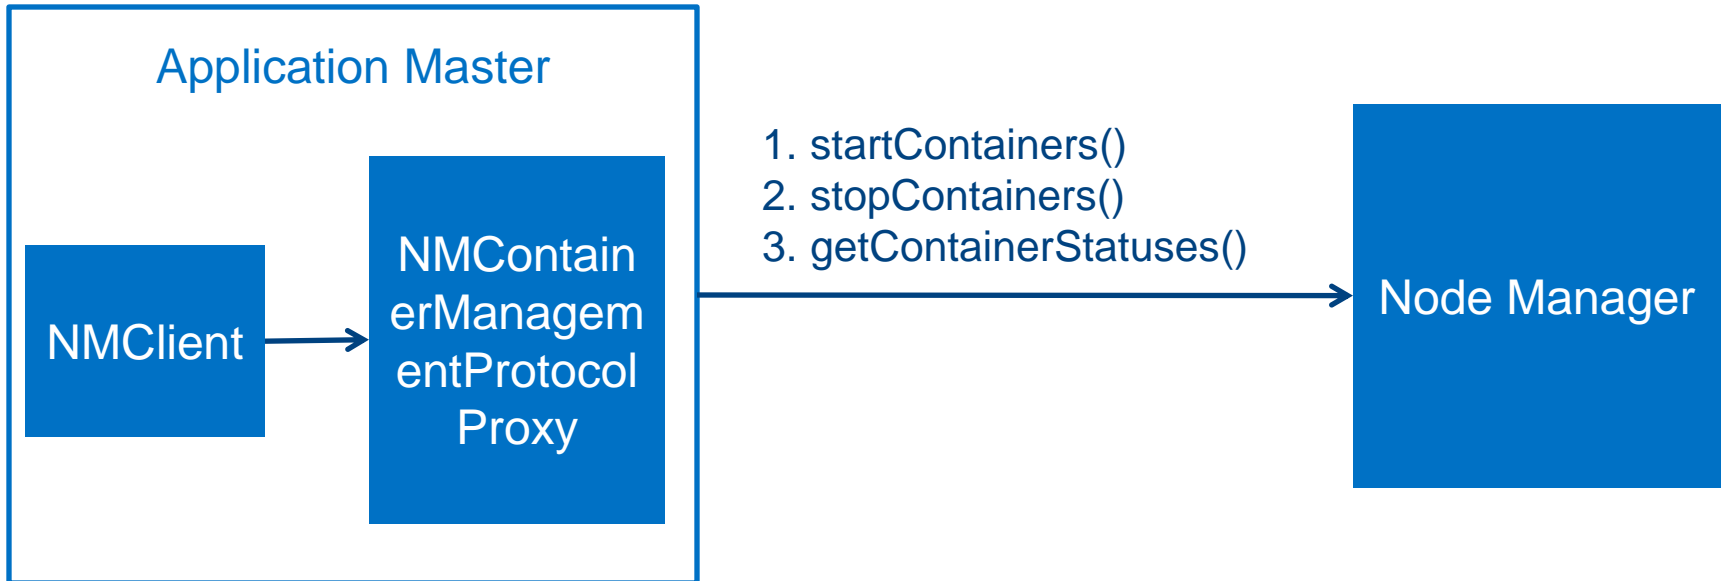 Application Master
NMClient
NMContain
erManagem
entProtocol
Proxy
1. startContainers()
2. stopContainers()
3. getContainerStatuses()
Node Manager